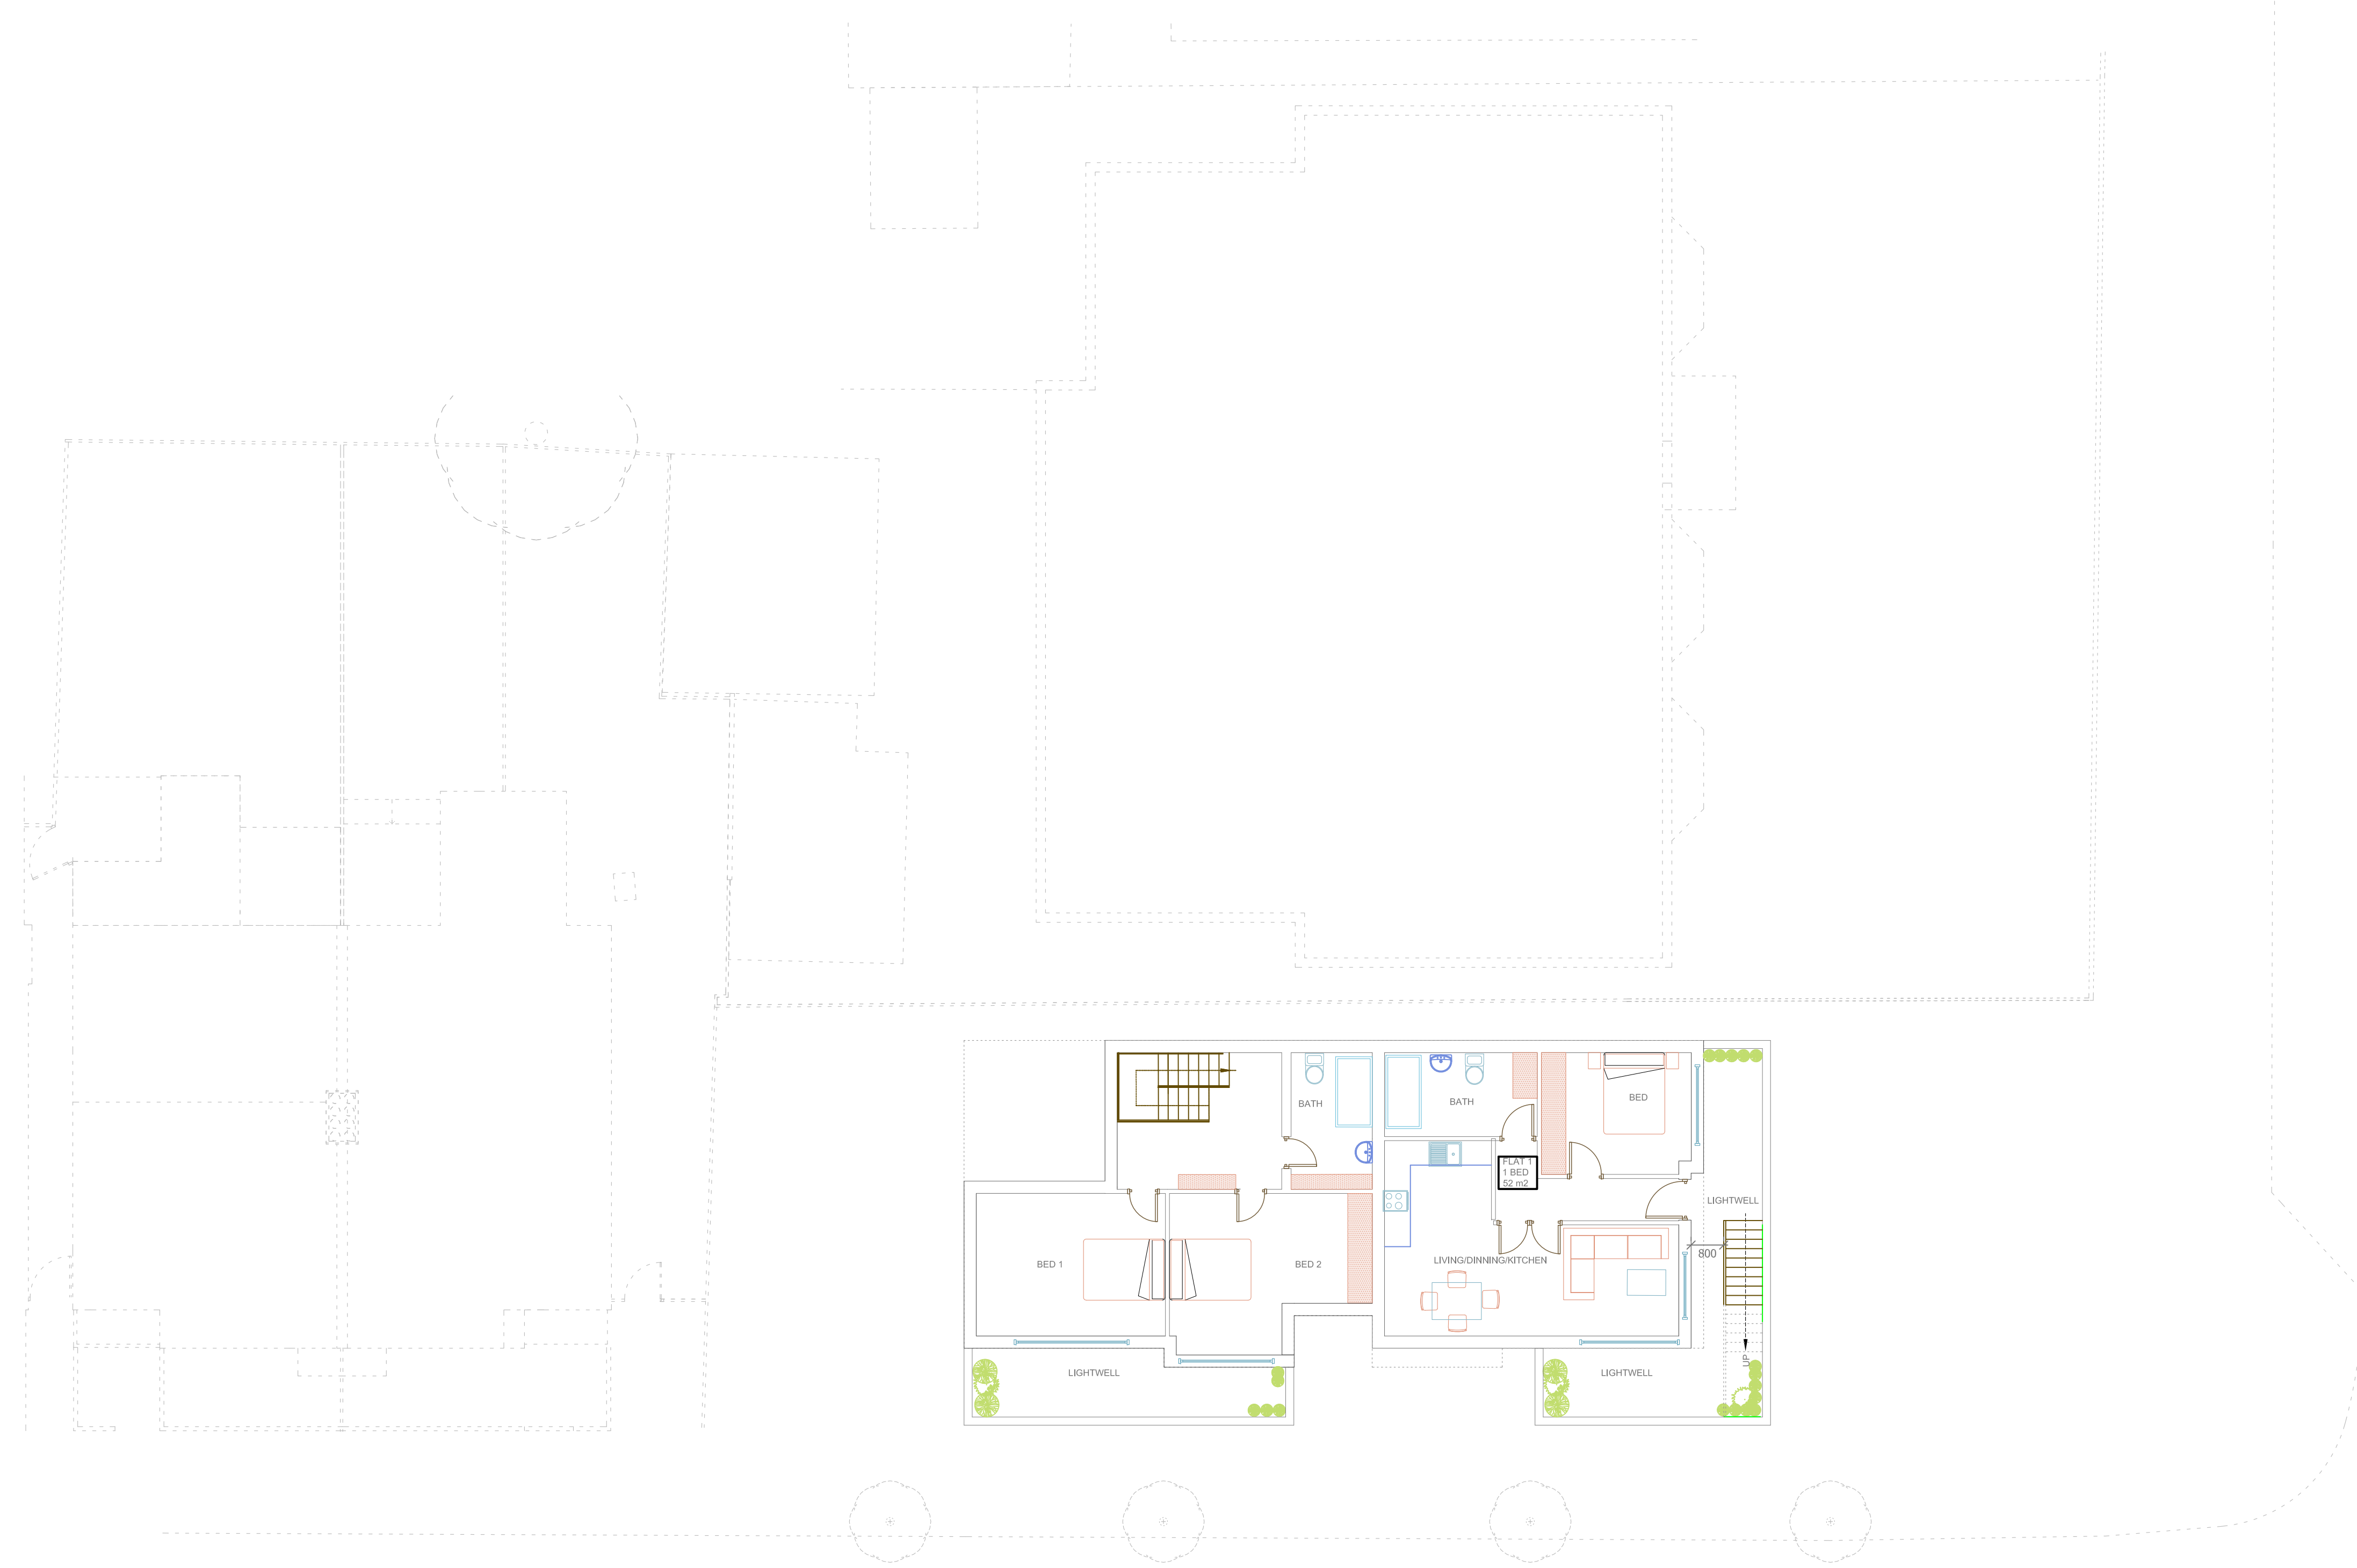 BED
BATH
BATH
FLAT 1
1 BED
52 m2
LIGHTWELL
800
LIVING/DINNING/KITCHEN
BED 1
BED 2
UP
LIGHTWELL
LIGHTWELL